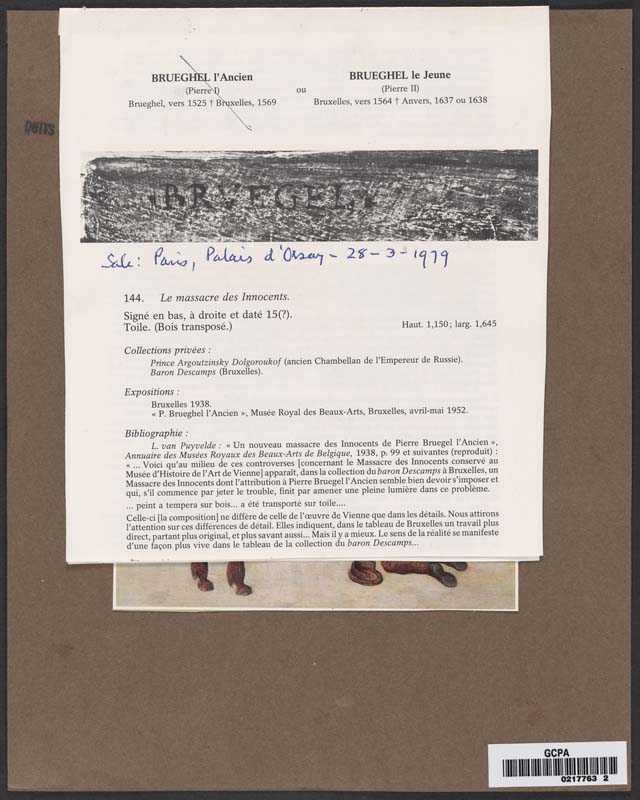 BRUEGHEL l'Ancien
(Pierre I)
Brueghel, vers 1525 † Bruxelles, 1569
ou
BRUEGHEL le Jeune
(Pierre II)
Bruxelles, vers 1564 † Anvers, 1637 ou 1638
BRVEGEL
Sale: Paris, Palais d'Orsay - 28-3-1979
144. Le massacre des Innocents.
Signé en bas, à droite et daté 15(?).
Toile. (Bois transposé.)
Haut. 1,150; larg. 1,645
Collections privées :
Prince Argoutzinsky Dolgoroukof (ancien Chambellan de l'Empereur de Russie).
Baron Descamps (Bruxelles).
Expositions :
Bruxelles 1938.
« P. Brueghel l'Ancien », Musée Royal des Beaux-Arts, Bruxelles, avril-mai 1952.
Bibliographie :
L. van Puyvelde : « Un nouveau massacre des Innocents de Pierre Bruegel l'Ancien »,
Annuaire des Musées Royaux des Beaux-Arts de Belgique, 1938, p. 99 et suivantes (reproduit) :
« ... Voici qu'au milieu de ces controverses [concernant le Massacre des Innocents conservé au
Musée d'Histoire de l'Art de Vienne] apparaît, dans la collection du baron Descamps à Bruxelles, un
Massacre des Innocents dont l'attribution à Pierre Bruegel l'Ancien semble bien devoir s'imposer et
qui, s'il commence par jeter le trouble, finit par amener une pleine lumière dans ce problème.
... peint a tempera sur bois... a été transporté sur toile....
Celle-ci [la composition] ne diffère de celle de l'œuvre de Vienne que dans les détails. Nous attirons
l'attention sur ces différences de détail. Elles indiquent, dans le tableau de Bruxelles un travail plus
direct, partant plus original, et plus savant aussi... Mais il y a mieux. Le sens de la réalité se manifeste
d'une façon plus vive dans le tableau de la collection du baron Descamps...
GCPA
0217763 2